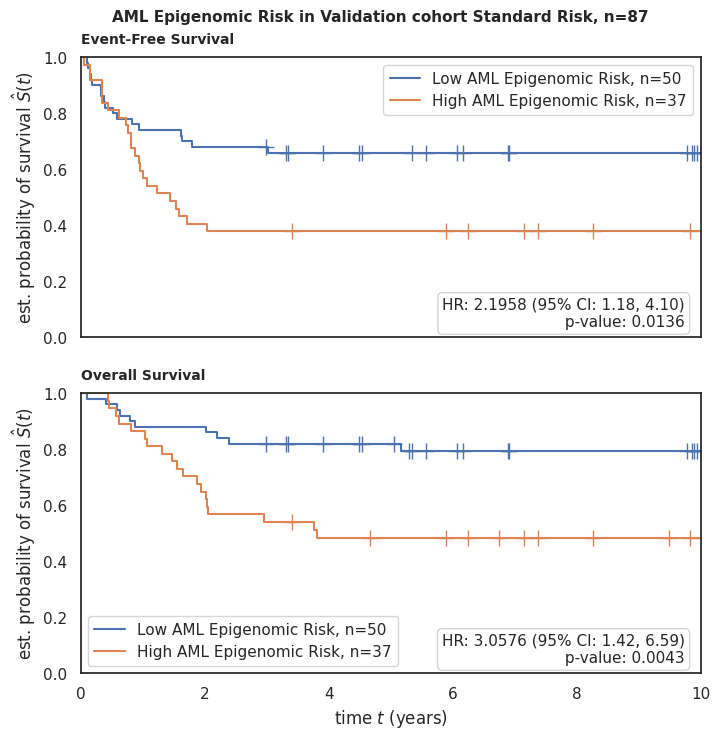 AML Epigenomic Risk in Validation cohort Standard Risk, n=87
Event-Free Survival
est. probability of survival Ŝ(t)
1.0
0.8
0.6
0.4
0.2
0.0
Low AML Epigenomic Risk, n=50
High AML Epigenomic Risk, n=37
HR: 2.1958 (95% CI: 1.18, 4.10)
p-value: 0.0136
Overall Survival
est. probability of survival Ŝ(t)
1.0
0.8
0.6
0.4
0.2
0.0
Low AML Epigenomic Risk, n=50
High AML Epigenomic Risk, n=37
HR: 3.0576 (95% CI: 1.42, 6.59)
p-value: 0.0043
0 2 4 6 8 10
time t (years)